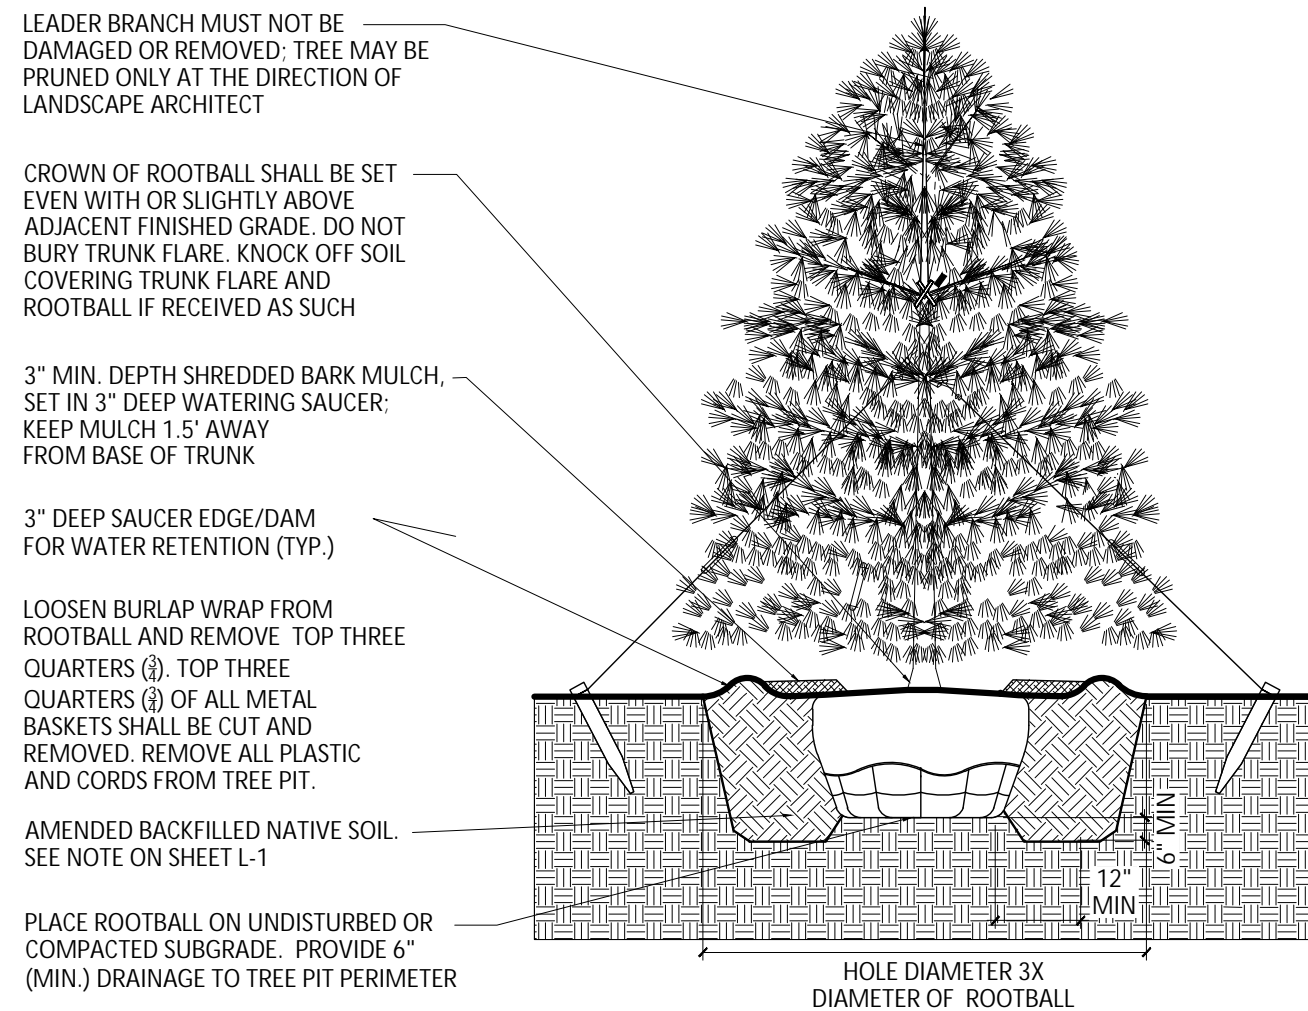 LEADER BRANCH MUST NOT BE
DAMAGED OR REMOVED; TREE MAY BE
PRUNED ONLY AT THE DIRECTION OF
LANDSCAPE ARCHITECT
CROWN OF ROOTBALL SHALL BE SET
EVEN WITH OR SLIGHTLY ABOVE
ADJACENT FINISHED GRADE. DO NOT
BURY TRUNK FLARE. KNOCK OFF SOIL
COVERING TRUNK FLARE AND
ROOTBALL IF RECEIVED AS SUCH
3" MIN. DEPTH SHREDDED BARK MULCH,
SET IN 3" DEEP WATERING SAUCER;
KEEP MULCH 1.5' AWAY
FROM BASE OF TRUNK
3" DEEP SAUCER EDGE/DAM
FOR WATER RETENTION (TYP.)
LOOSEN BURLAP WRAP FROM
ROOTBALL AND REMOVE TOP THREE
QUARTERS (3/4). TOP THREE
QUARTERS (3/4) OF ALL METAL
BASKETS SHALL BE CUT AND
REMOVED. REMOVE ALL PLASTIC
AND CORDS FROM TREE PIT.
AMENDED BACKFILLED NATIVE SOIL.
SEE NOTE ON SHEET L-1
PLACE ROOTBALL ON UNDISTURBED OR
COMPACTED SUBGRADE. PROVIDE 6"
(MIN.) DRAINAGE TO TREE PIT PERIMETER
6" MIN
12"
MIN
HOLE DIAMETER 3X
DIAMETER OF ROOTBALL